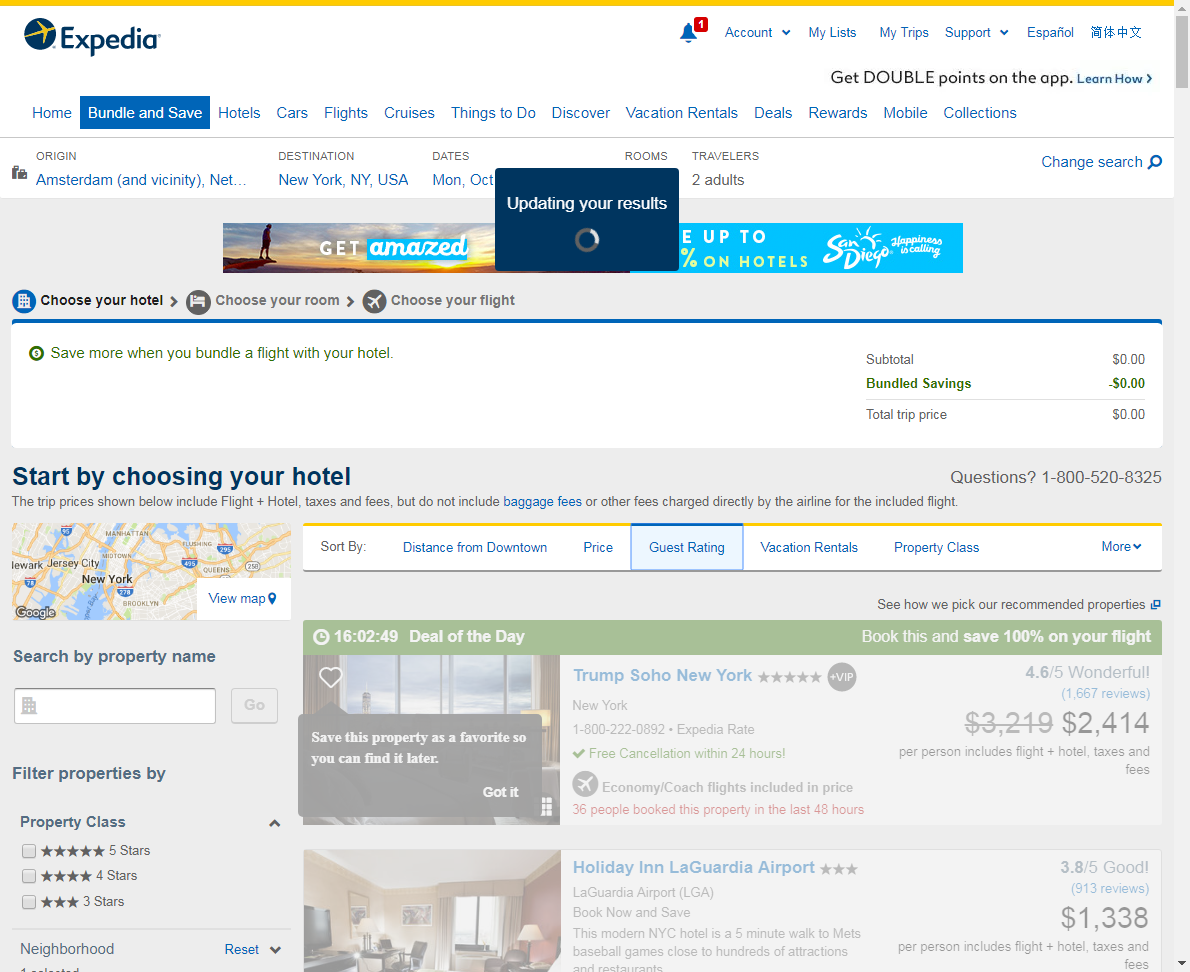 Expedia
1
Account
My Lists
My Trips
Support
Español
简体中文
Get DOUBLE points on the app. Learn How
Home
Bundle and Save
Hotels
Cars
Flights
Cruises
Things to Do
Discover
Vacation Rentals
Deals
Rewards
Mobile
Collections
ORIGIN
DESTINATION
DATES
ROOMS
TRAVELERS
Amsterdam (and vicinity), Net...
New York, NY, USA
Mon, Oct
2 adults
Change search
Updating your results
GET amazed
E UP TO
% ON HOTELS
San Diego
Happiness is calling
Choose your hotel
Choose your room
Choose your flight
Save more when you bundle a flight with your hotel.
Subtotal $0.00
Bundled Savings -$0.00
Total trip price $0.00
Start by choosing your hotel
Questions? 1-800-520-8325
The trip prices shown below include Flight + Hotel, taxes and fees, but do not include baggage fees or other fees charged directly by the airline for the included flight.
MANHATTAN
FLUSHING
95
295
MIDTOWN
lewark
Jersey City
495
QUEENS
258
New York
78
278
BROOKLYN
Google
View map
Sort By:
Distance from Downtown
Price
Guest Rating
Vacation Rentals
Property Class
More
See how we pick our recommended properties
Search by property name
Go
Filter properties by
Property Class
5 Stars
4 Stars
3 Stars
Neighborhood
Reset
1 selected
16:02:49 Deal of the Day
Book this and save 100% on your flight
Save this property as a favorite so
you can find it later.
Got it
Trump Soho New York
+VIP
New York
1-800-222-0892 • Expedia Rate
Free Cancellation within 24 hours!
Economy/Coach flights included in price
36 people booked this property in the last 48 hours
4.6/5 Wonderful!
(1,667 reviews)
$3,219 $2,414
per person includes flight + hotel, taxes and
fees
Holiday Inn LaGuardia Airport
LaGuardia Airport (LGA)
Book Now and Save
This modern NYC hotel is a 5 minute walk to Mets
baseball games close to hundreds of attractions
and restaurants
3.8/5 Good!
(913 reviews)
$1,338
per person includes flight + hotel, taxes and
fees